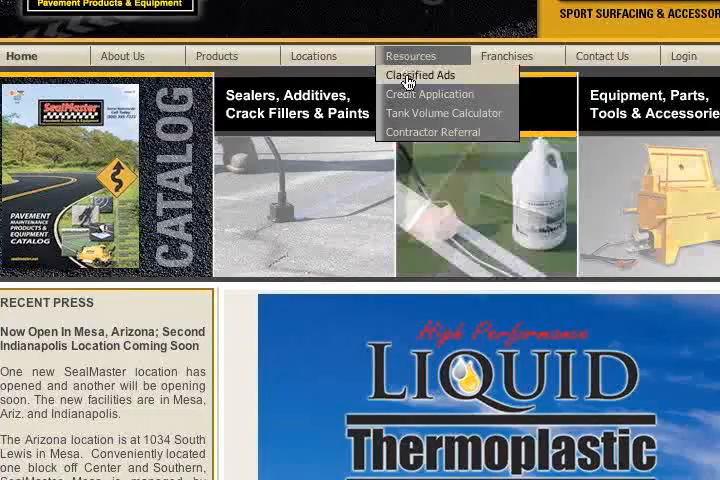 Pavement Products & Equipment
SPORT SURFACING & ACCESSOR
Home
About Us
Products
Locations
Resources
Franchises
Contact Us
Login
Classified Ads
Credit Application
Tank Volume Calculator
Contractor Referral
SealMaster
PAVEMENT
MAINTENANCE
PRODUCTS &
EQUIPMENT
CATALOG
CATALOG
Sealers, Additives,
Crack Fillers & Paints
Equipment, Parts,
Tools & Accessorie
RECENT PRESS
Now Open In Mesa, Arizona; Second
Indianapolis Location Coming Soon
One new SealMaster location has
opened and another will be opening
soon. The new facilities are in Mesa,
Ariz. and Indianapolis.
The Arizona location is at 1034 South
Lewis in Mesa. Conveniently located
one block off Center and Southern,
SealMaster Mesa is managed by
High Performance
LIQUID
Thermoplastic